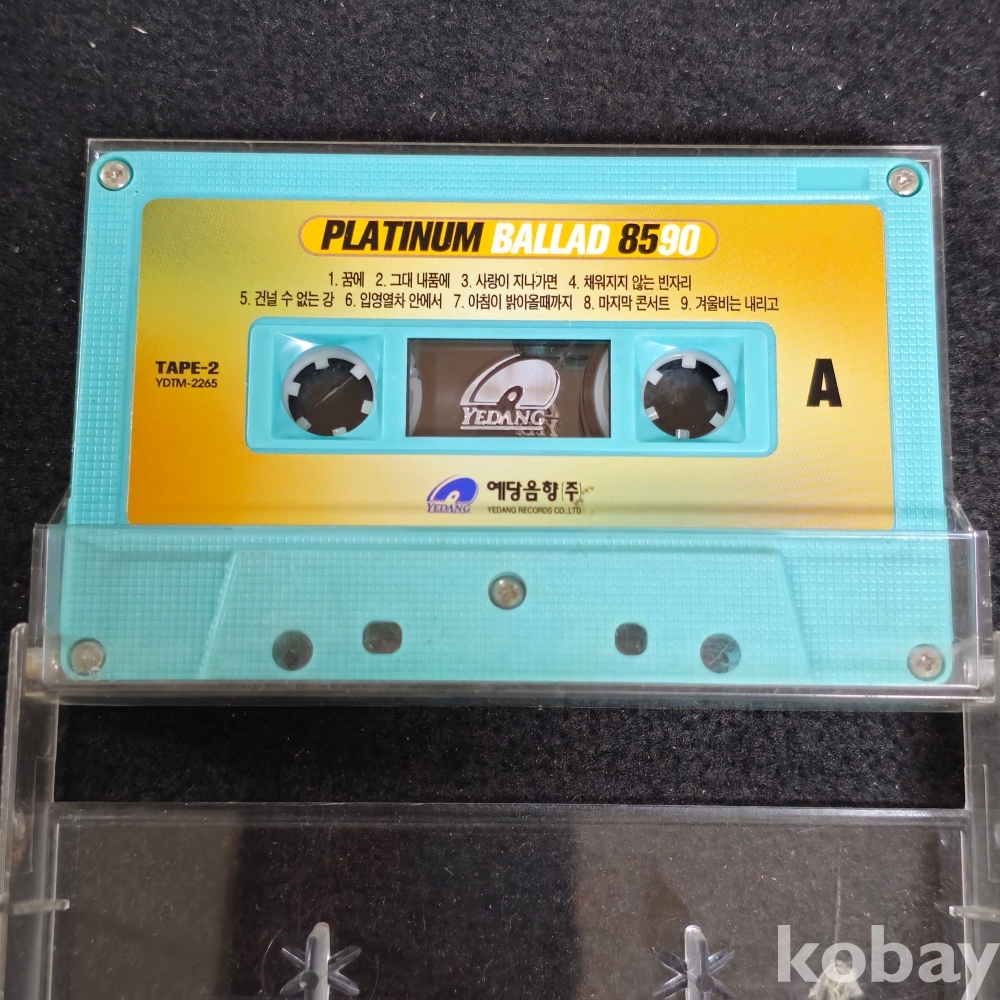 PLATINUM BALLAD 8590
1. 꿈에 2. 그대 내품에 3. 사랑이 지나가면 4. 채워지지 않는 빈자리
5. 건널 수 없는 강 6. 입영열차 안에서 7. 아침이 밝아올때까지 8. 마지막 콘서트 9. 겨울비는 내리고
TAPE-2
YDTM-2265
A
YEDANG
예당음향(주)
YEDANG
YEDANG RECORDS CO.,LTD.
kobay